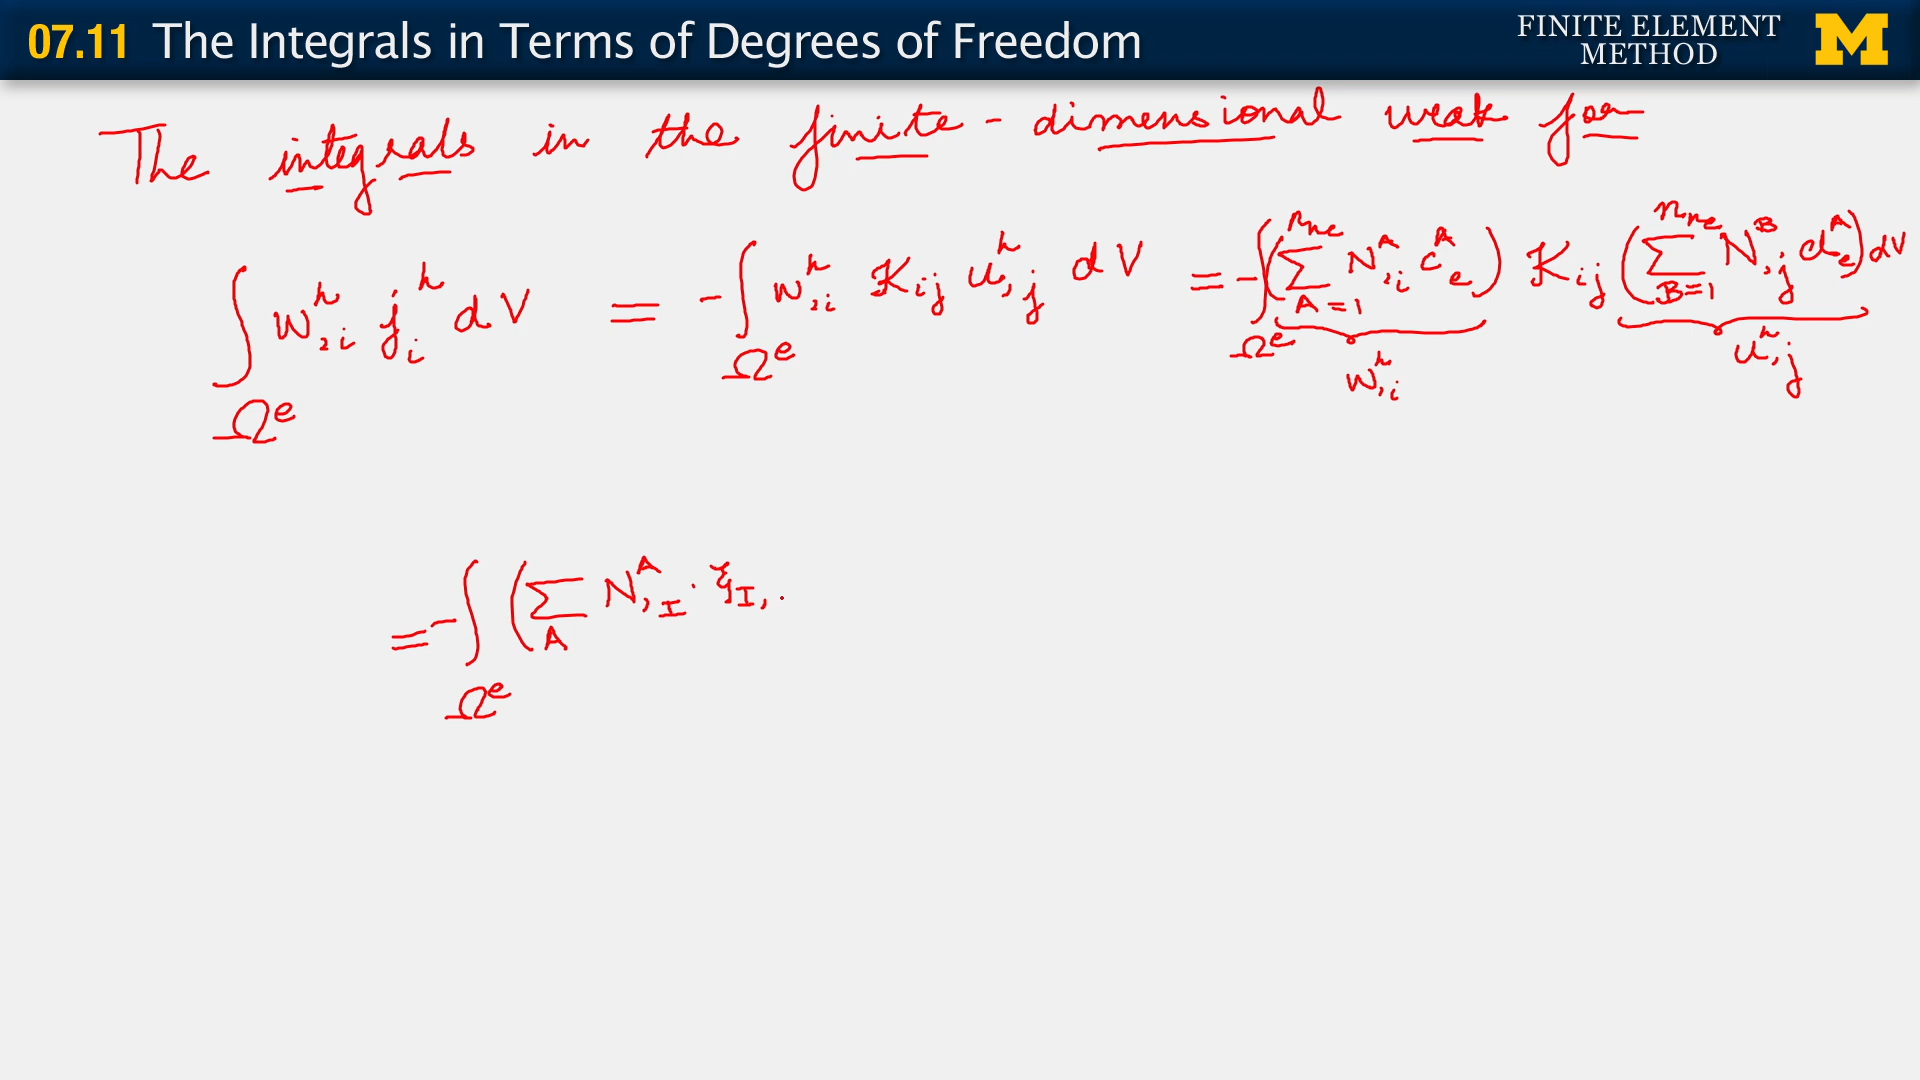 07.11 The Integrals in Terms of Degrees of Freedom
FINITE ELEMENT
METHOD
M
The integrals in the finite-dimensional weak for
∫_{Ω^e} w^h_{,i} j^h_i dV = -∫_{Ω^e} w^h_{,i} K_{ij} u^h_{,j} dV = -∫_{Ω^e} (∑_{A=1}^{n_{ne}} N^A_{,i} c^A_e) K_{ij} (∑_{B=1}^{n_{ne}} N^B_{,j} d^A_e) dV
w^h_{,i} u^h_{,j}
= -∫_{Ω^e} (∑_A N^A_{,I} · ξ_{I, .